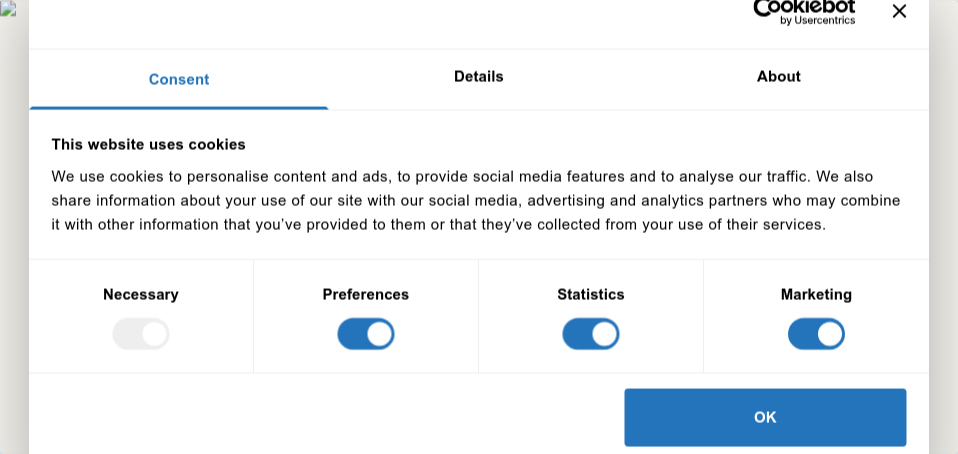 Cookiebot
by Usercentrics
Consent
Details
About
This website uses cookies
We use cookies to personalise content and ads, to provide social media features and to analyse our traffic. We also
share information about your use of our site with our social media, advertising and analytics partners who may combine
it with other information that you’ve provided to them or that they’ve collected from your use of their services.
Necessary
Preferences
Statistics
Marketing
OK